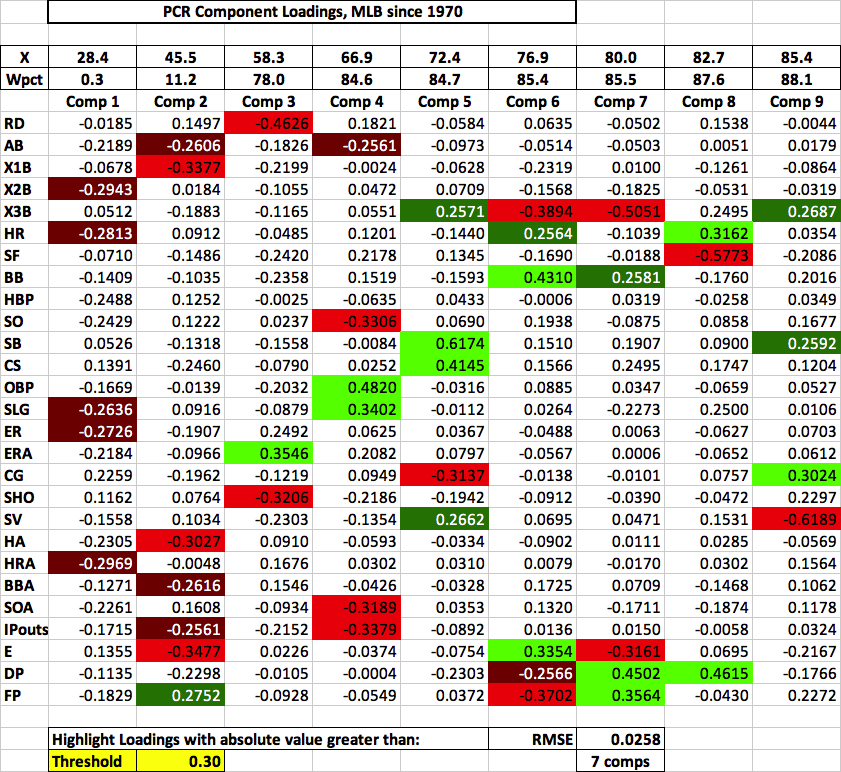 PCR Component Loadings, MLB since 1970
X 28.4 45.5 58.3 66.9 72.4 76.9 80.0 82.7 85.4
Wpct 0.3 11.2 78.0 84.6 84.7 85.4 85.5 87.6 88.1
Comp 1 Comp 2 Comp 3 Comp 4 Comp 5 Comp 6 Comp 7 Comp 8 Comp 9
RD -0.0185 0.1497 -0.4626 0.1821 -0.0584 0.0635 -0.0502 0.1538 -0.0044
AB -0.2189 -0.2606 -0.1826 -0.2561 -0.0973 -0.0514 -0.0503 0.0051 0.0179
X1B -0.0678 -0.3377 -0.2199 -0.0024 -0.0628 -0.2319 0.0100 -0.1261 -0.0864
X2B -0.2943 0.0184 -0.1055 0.0472 0.0709 -0.1568 -0.1825 -0.0531 -0.0319
X3B 0.0512 -0.1883 -0.1165 0.0551 0.2571 -0.3894 -0.5051 0.2495 0.2687
HR -0.2813 0.0912 -0.0485 0.1201 -0.1440 0.2564 -0.1039 0.3162 0.0354
SF -0.0710 -0.1486 -0.2420 0.2178 0.1345 -0.1690 -0.0188 -0.5773 -0.2086
BB -0.1409 -0.1035 -0.2358 0.1519 -0.1593 0.4310 0.2581 -0.1760 0.2016
HBP -0.2488 0.1252 -0.0025 -0.0635 0.0433 -0.0006 0.0319 -0.0258 0.0349
SO -0.2429 0.1222 0.0237 -0.3306 0.0690 0.1938 -0.0875 0.0858 0.1677
SB 0.0526 -0.1318 -0.1558 -0.0084 0.6174 0.1510 0.1907 0.0900 0.2592
CS 0.1391 -0.2460 -0.0790 0.0252 0.4145 0.1566 0.2495 0.1747 0.1204
OBP -0.1669 -0.0139 -0.2032 0.4820 -0.0316 0.0885 0.0347 -0.0659 0.0527
SLG -0.2636 0.0916 -0.0879 0.3402 -0.0112 0.0264 -0.2273 0.2500 0.0106
ER -0.2726 -0.1907 0.2492 0.0625 0.0367 -0.0488 0.0063 -0.0627 0.0703
ERA -0.2184 -0.0966 0.3546 0.2082 0.0797 -0.0567 0.0006 -0.0652 0.0612
CG 0.2259 -0.1962 -0.1219 0.0949 -0.3137 -0.0138 -0.0101 0.0757 0.3024
SHO 0.1162 0.0764 -0.3206 -0.2186 -0.1942 -0.0912 -0.0390 -0.0472 0.2297
SV -0.1558 0.1034 -0.2303 -0.1354 0.2662 0.0695 0.0471 0.1531 -0.6189
HA -0.2305 -0.3027 0.0910 -0.0593 -0.0334 -0.0902 0.0111 0.0285 -0.0569
HRA -0.2969 -0.0048 0.1676 0.0302 0.0310 0.0079 -0.0170 0.0302 0.1564
BBA -0.1271 -0.2616 0.1546 -0.0426 -0.0328 0.1725 0.0709 -0.1468 0.1062
SOA -0.2261 0.1608 -0.0934 -0.3189 0.0353 0.1320 -0.1711 -0.1874 0.1178
IPouts -0.1715 -0.2561 -0.2152 -0.3379 -0.0892 0.0136 0.0150 -0.0058 0.0324
E 0.1355 -0.3477 0.0226 -0.0374 -0.0754 0.3354 -0.3161 0.0695 -0.2167
DP -0.1135 -0.2298 -0.0105 -0.0004 -0.2303 -0.2566 0.4502 0.4615 -0.1766
FP -0.1829 0.2752 -0.0928 -0.0549 0.0372 -0.3702 0.3564 -0.0430 0.2272
Highlight Loadings with absolute value greater than: RMSE 0.0258
Threshold 0.30 7 comps